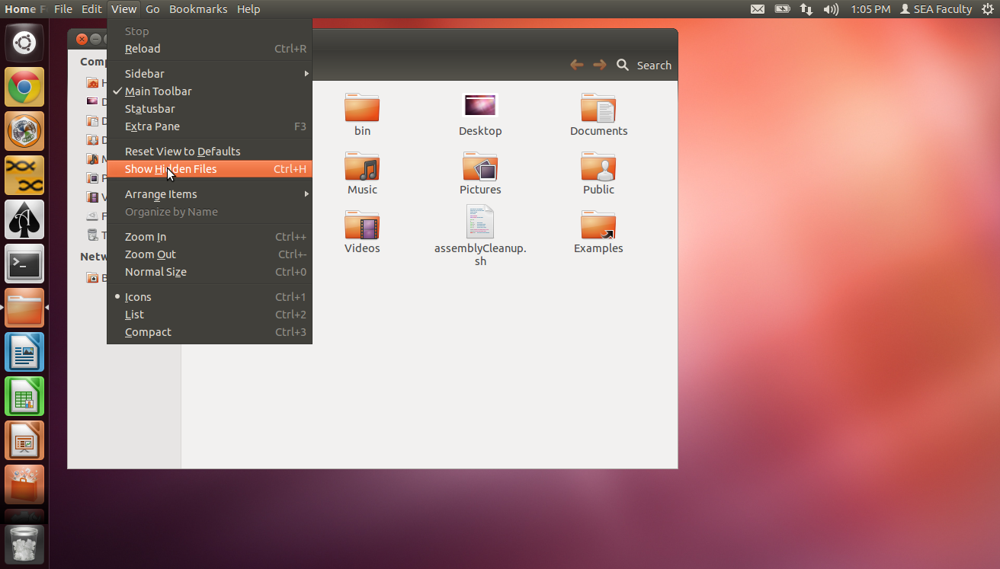 Home F File Edit View Go Bookmarks Help 1:05 PM SEA Faculty
Stop
Reload Ctrl+R
Sidebar
Main Toolbar
Statusbar
Extra Pane F3
Reset View to Defaults
Show Hidden Files Ctrl+H
Arrange Items
Organize by Name
Zoom In Ctrl++
Zoom Out Ctrl+-
Normal Size Ctrl+0
Icons Ctrl+1
List Ctrl+2
Compact Ctrl+3
Search
Comp
H
D
D
D
M
P
V
F
T
Netw
B
bin Desktop Documents
Music Pictures Public
Videos assemblyCleanup.
sh
Examples